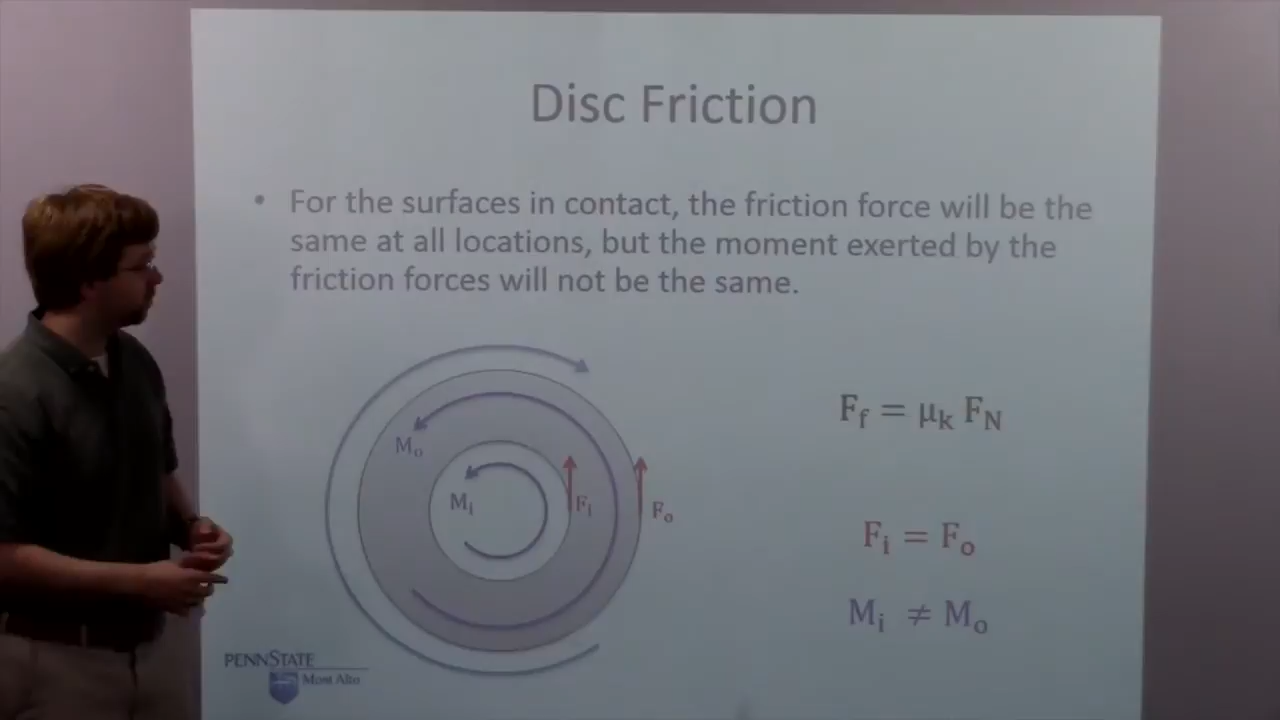 Disc Friction
• For the surfaces in contact, the friction force will be the
same at all locations, but the moment exerted by the
friction forces will not be the same.
Mo
Mi
Fi
Fo
Ff = μk FN
Fi = Fo
Mi ≠ Mo
PENNSTATE
Mont Alto